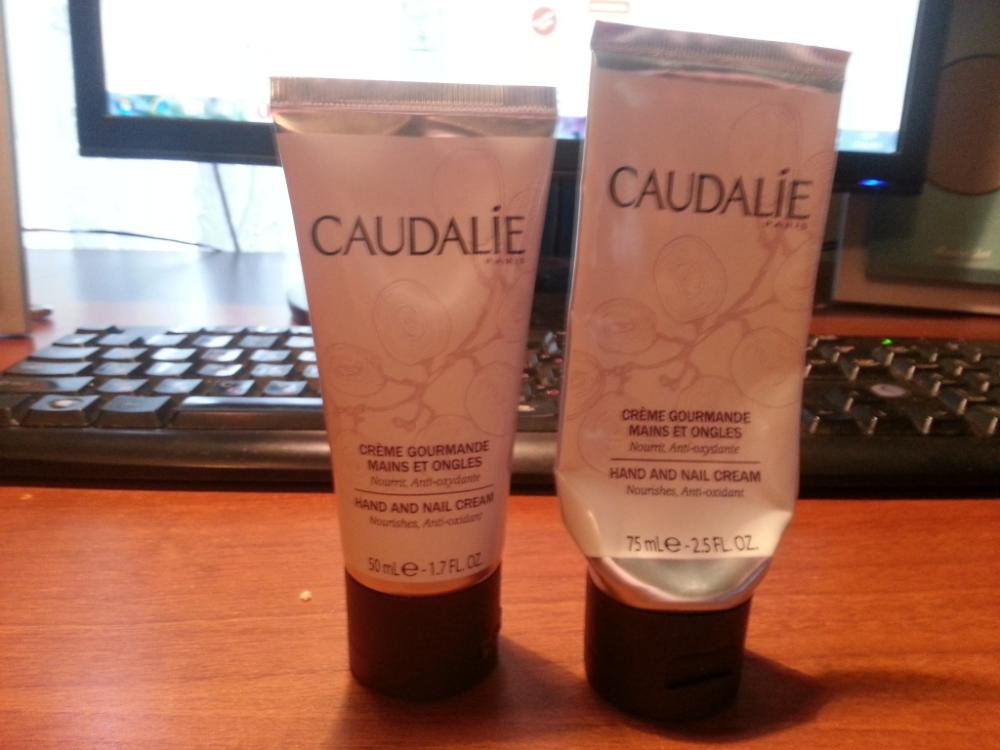 CAUDALíE
PARIS
CRÈME GOURMANDE
MAINS ET ONGLES
Nourrit, Anti-oxydante
HAND AND NAIL CREAM
Nourishes, Anti-oxidant
50 mL e - 1.7 FL. OZ.
CAUDALíE
PARIS
CRÈME GOURMANDE
MAINS ET ONGLES
Nourrit, Anti-oxydante
HAND AND NAIL CREAM
Nourishes, Anti-oxidant
75 mL e - 2.5 FL. OZ.